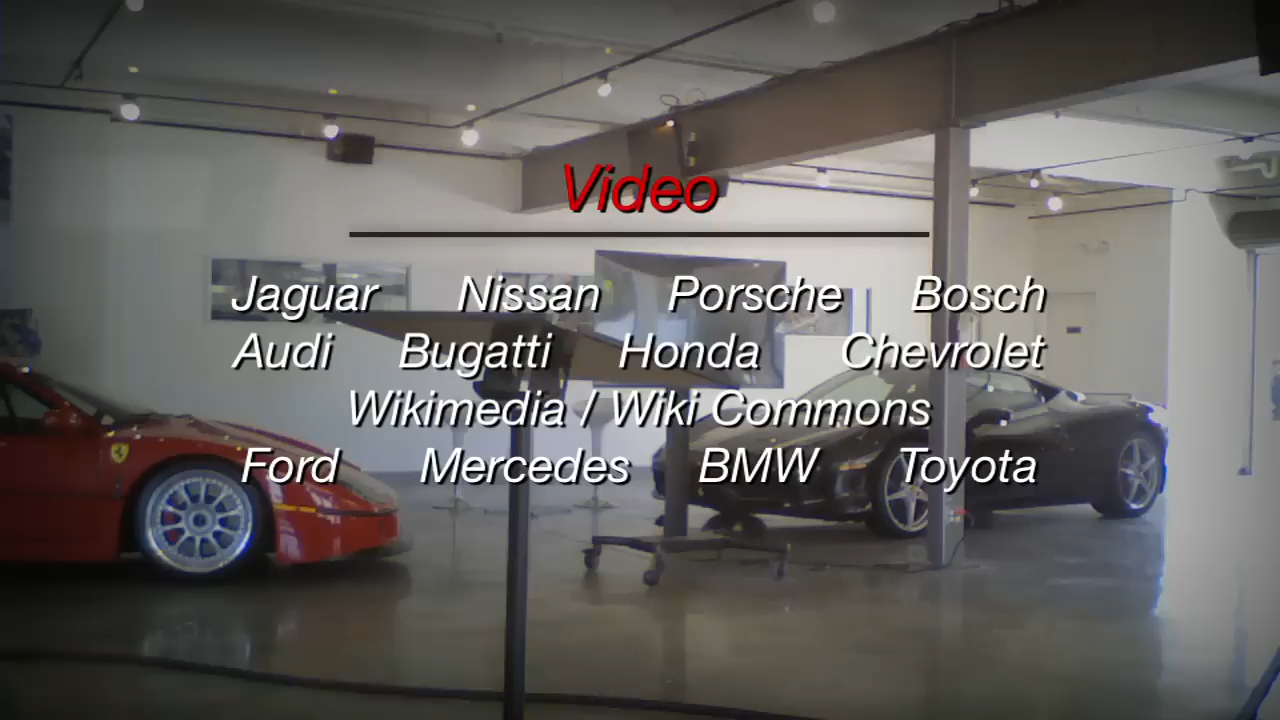 Video
Jaguar Nissan Porsche Bosch
Audi Bugatti Honda Chevrolet
Wikimedia / Wiki Commons
Ford Mercedes BMW Toyota